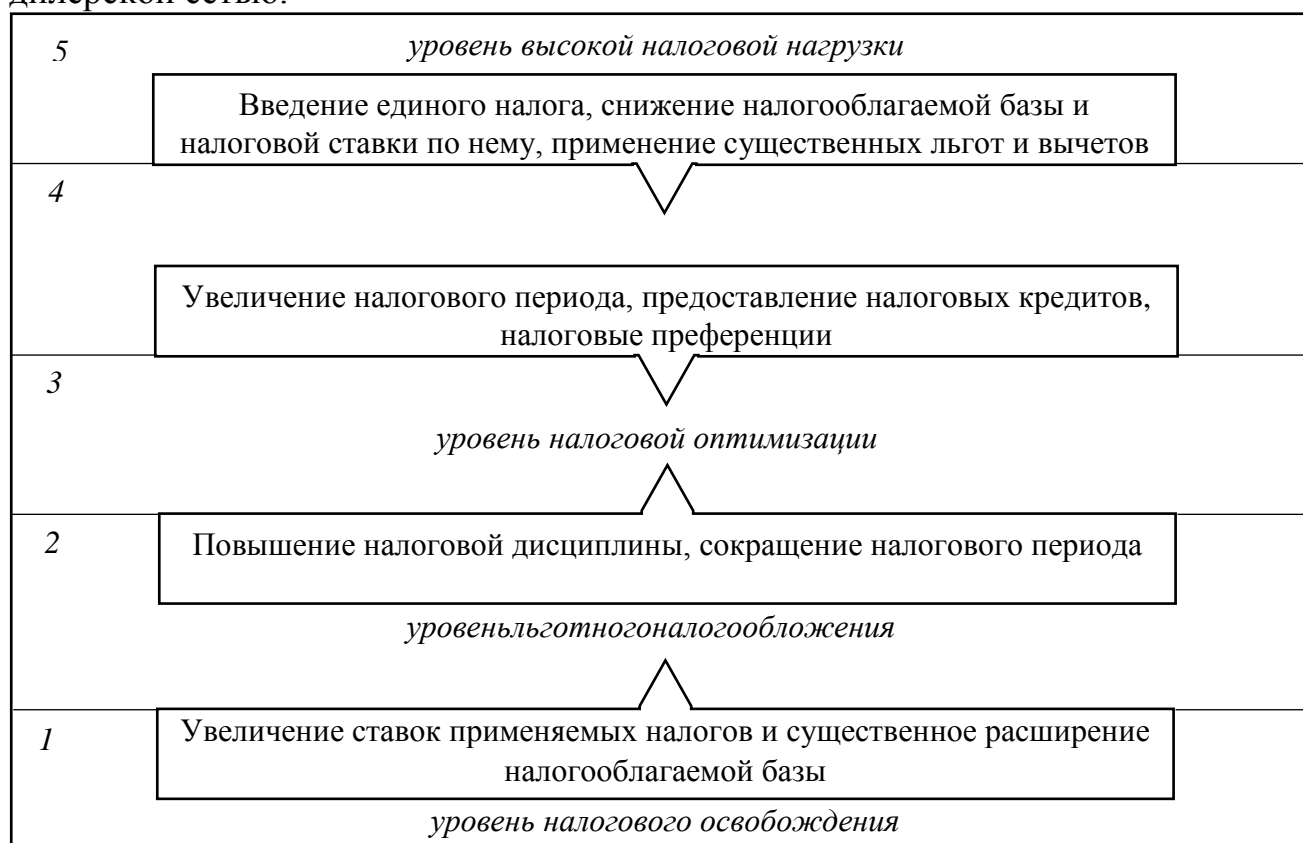 дилерской сетью.
5
уровень высокой налоговой нагрузки
Введение единого налога, снижение налогооблагаемой базы и
налоговой ставки по нему, применение существенных льгот и вычетов
4
Увеличение налогового периода, предоставление налоговых кредитов,
налоговые преференции
3
уровень налоговой оптимизации
2
Повышение налоговой дисциплины, сокращение налогового периода
уровеньльготногоналогообложения
1
Увеличение ставок применяемых налогов и существенное расширение
налогооблагаемой базы
уровень налогового освобождения